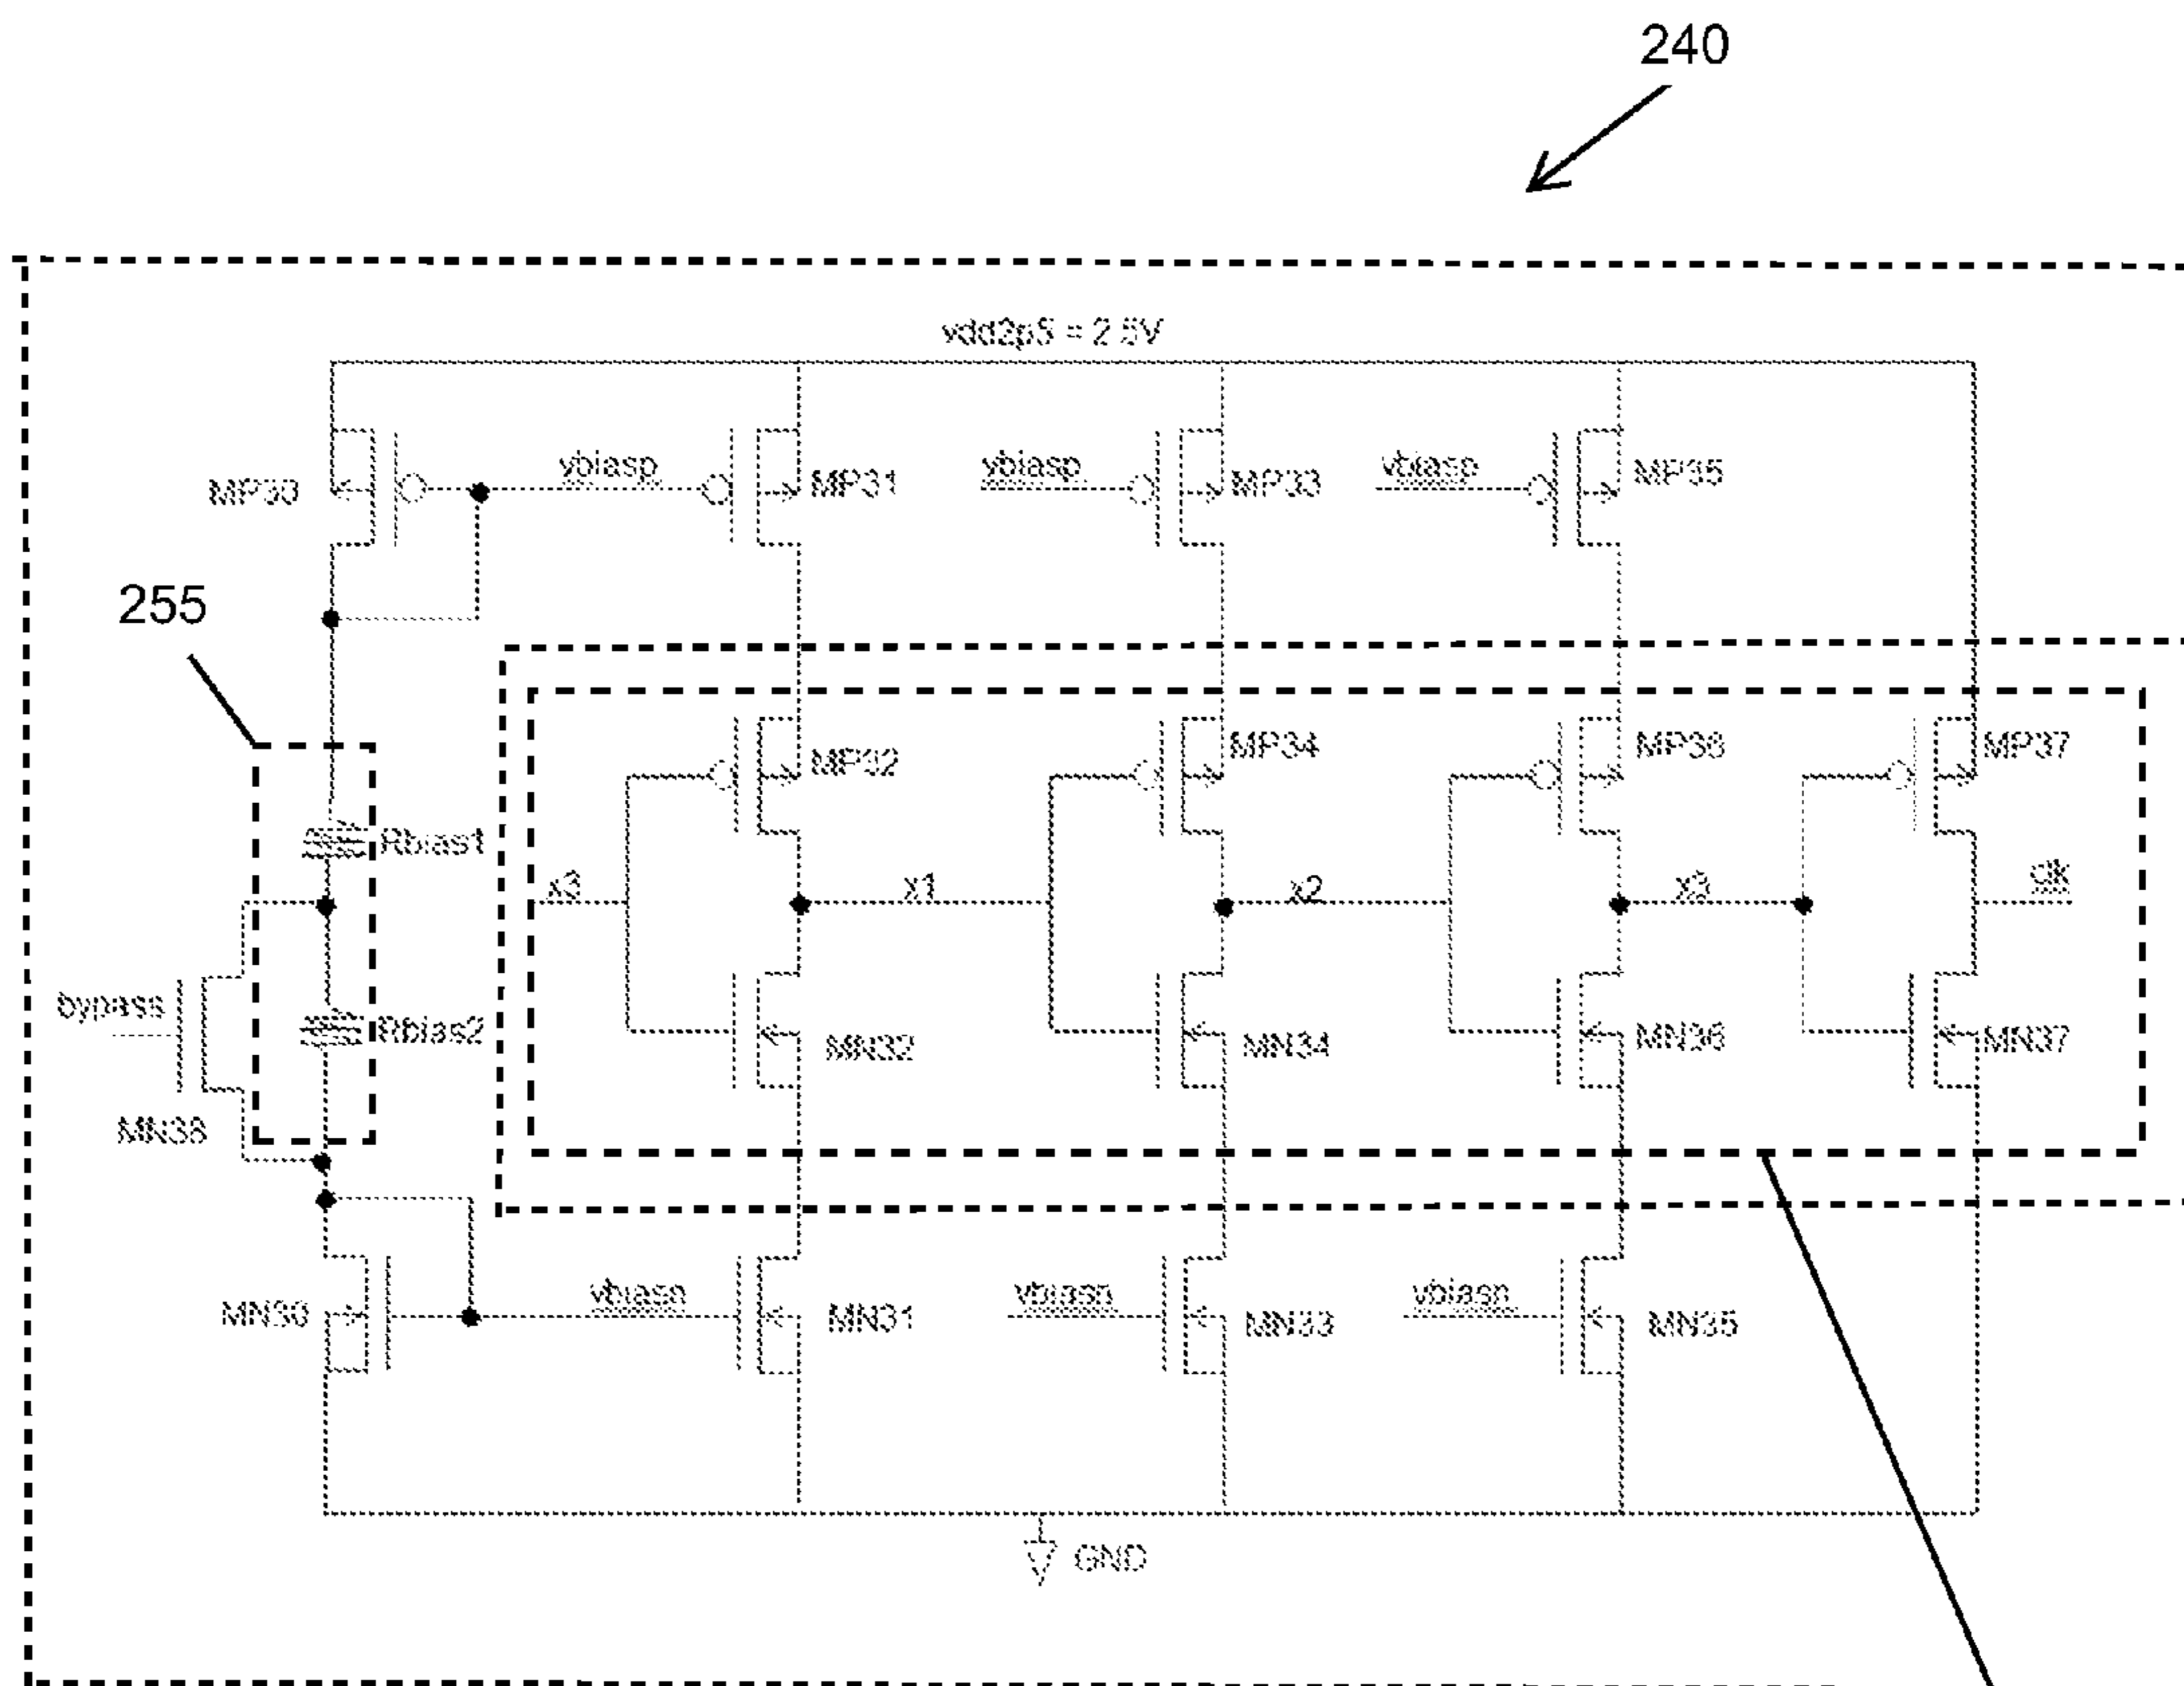 240
vdd2p5 = 2.5V
vbiasp
vbiasp
vbiasp
MP31
MP33
MP35
255
MP32
MP34
MP36
MP37
Rbias1
x3
x1
x2
x3
clk
bypass
Rbias2
MN32
MN34
MN36
MN37
MN38
vbiasn
vbiasn
vbiasn
MN30
MN31
MN33
MN35
GND